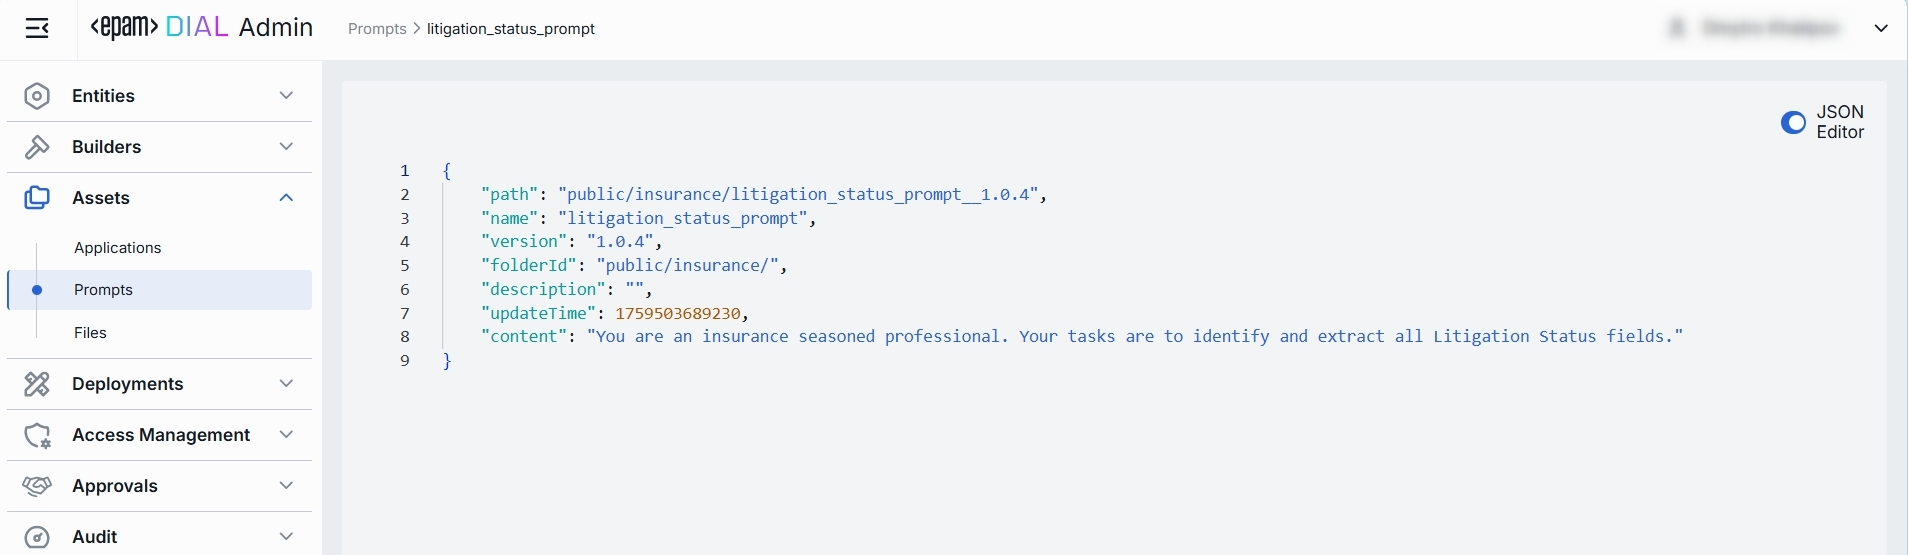 <epam> DIAL Admin
Prompts > litigation_status_prompt
Entities
Builders
Assets
Applications
Prompts
Files
Deployments
Access Management
Approvals
Audit
JSON
Editor
1 {
2 "path": "public/insurance/litigation_status_prompt__1.0.4",
3 "name": "litigation_status_prompt",
4 "version": "1.0.4",
5 "folderId": "public/insurance/",
6 "description": "",
7 "updateTime": 1759503689230,
8 "content": "You are an insurance seasoned professional. Your tasks are to identify and extract all Litigation Status fields."
9 }